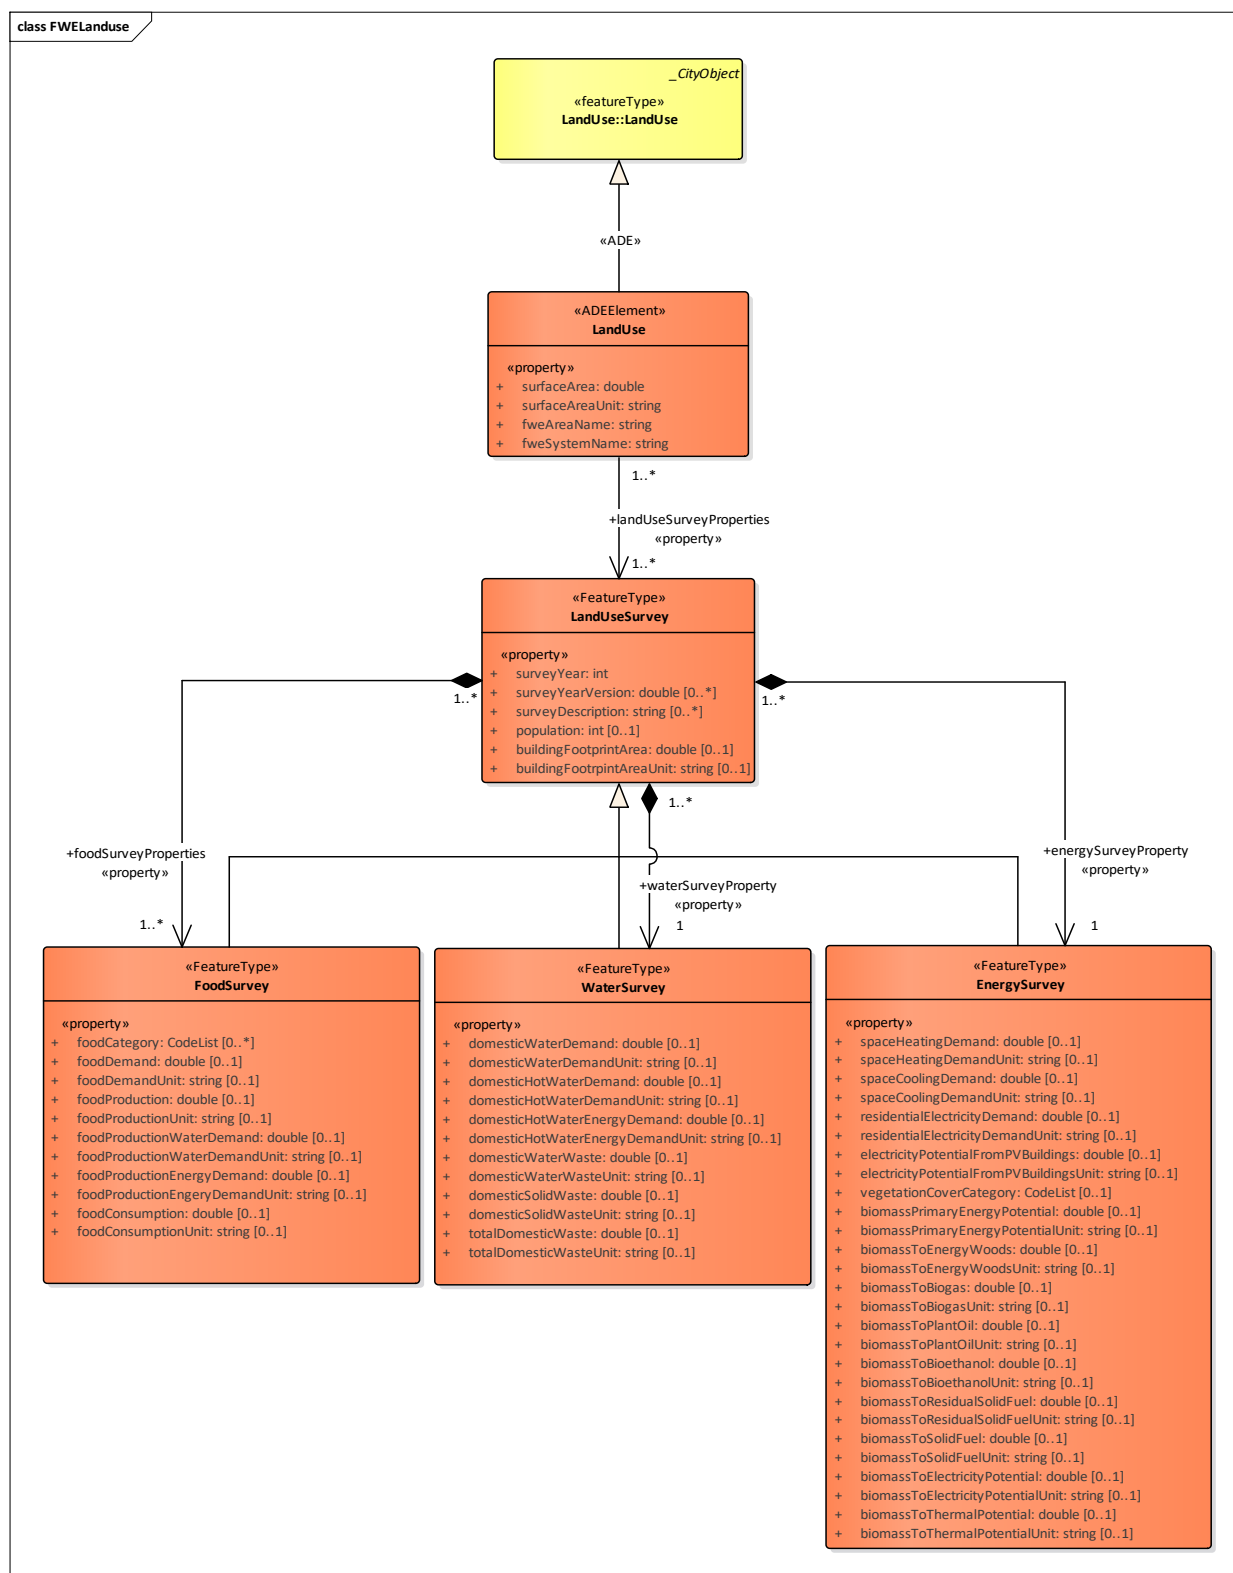 class FWELanduse
_CityObject
«featureType»
LandUse::LandUse
«ADE»
«ADEElement»
LandUse
«property»
+ surfaceArea: double
+ surfaceAreaUnit: string
+ fweAreaName: string
+ fweSystemName: string
1..*
+landUseSurveyProperties
«property»
1..*
«FeatureType»
LandUseSurvey
«property»
+ surveyYear: int
+ surveyYearVersion: double [0..*]
+ surveyDescription: string [0..*]
+ population: int [0..1]
+ buildingFootprintArea: double [0..1]
+ buildingFootrpintAreaUnit: string [0..1]
1..*
1..*
1..*
+foodSurveyProperties
«property»
1..*
+waterSurveyProperty
«property»
1
+energySurveyProperty
«property»
1
«FeatureType»
FoodSurvey
«property»
+ foodCategory: CodeList [0..*]
+ foodDemand: double [0..1]
+ foodDemandUnit: string [0..1]
+ foodProduction: double [0..1]
+ foodProductionUnit: string [0..1]
+ foodProductionWaterDemand: double [0..1]
+ foodProductionWaterDemandUnit: string [0..1]
+ foodProductionEnergyDemand: double [0..1]
+ foodProductionEngeryDemandUnit: string [0..1]
+ foodConsumption: double [0..1]
+ foodConsumptionUnit: string [0..1]
«FeatureType»
WaterSurvey
«property»
+ domesticWaterDemand: double [0..1]
+ domesticWaterDemandUnit: string [0..1]
+ domesticHotWaterDemand: double [0..1]
+ domesticHotWaterDemandUnit: string [0..1]
+ domesticHotWaterEnergyDemand: double [0..1]
+ domesticHotWaterEnergyDemandUnit: string [0..1]
+ domesticWaterWaste: double [0..1]
+ domesticWaterWasteUnit: string [0..1]
+ domesticSolidWaste: double [0..1]
+ domesticSolidWasteUnit: string [0..1]
+ totalDomesticWaste: double [0..1]
+ totalDomesticWasteUnit: string [0..1]
«FeatureType»
EnergySurvey
«property»
+ spaceHeatingDemand: double [0..1]
+ spaceHeatingDemandUnit: string [0..1]
+ spaceCoolingDemand: double [0..1]
+ spaceCoolingDemandUnit: string [0..1]
+ residentialElectricityDemand: double [0..1]
+ residentialElectricityDemandUnit: string [0..1]
+ electricityPotentialFromPVBuildings: double [0..1]
+ electricityPotentialFromPVBuildingsUnit: string [0..1]
+ vegetationCoverCategory: CodeList [0..1]
+ biomassPrimaryEnergyPotential: double [0..1]
+ biomassPrimaryEnergyPotentialUnit: string [0..1]
+ biomassToEnergyWoods: double [0..1]
+ biomassToEnergyWoodsUnit: string [0..1]
+ biomassToBiogas: double [0..1]
+ biomassToBiogasUnit: string [0..1]
+ biomassToPlantOil: double [0..1]
+ biomassToPlantOilUnit: string [0..1]
+ biomassToBioethanol: double [0..1]
+ biomassToBioethanolUnit: string [0..1]
+ biomassToResidualSolidFuel: double [0..1]
+ biomassToResidualSolidFuelUnit: string [0..1]
+ biomassToSolidFuel: double [0..1]
+ biomassToSolidFuelUnit: string [0..1]
+ biomassToElectricityPotential: double [0..1]
+ biomassToElectricityPotentialUnit: string [0..1]
+ biomassToThermalPotential: double [0..1]
+ biomassToThermalPotentialUnit: string [0..1]